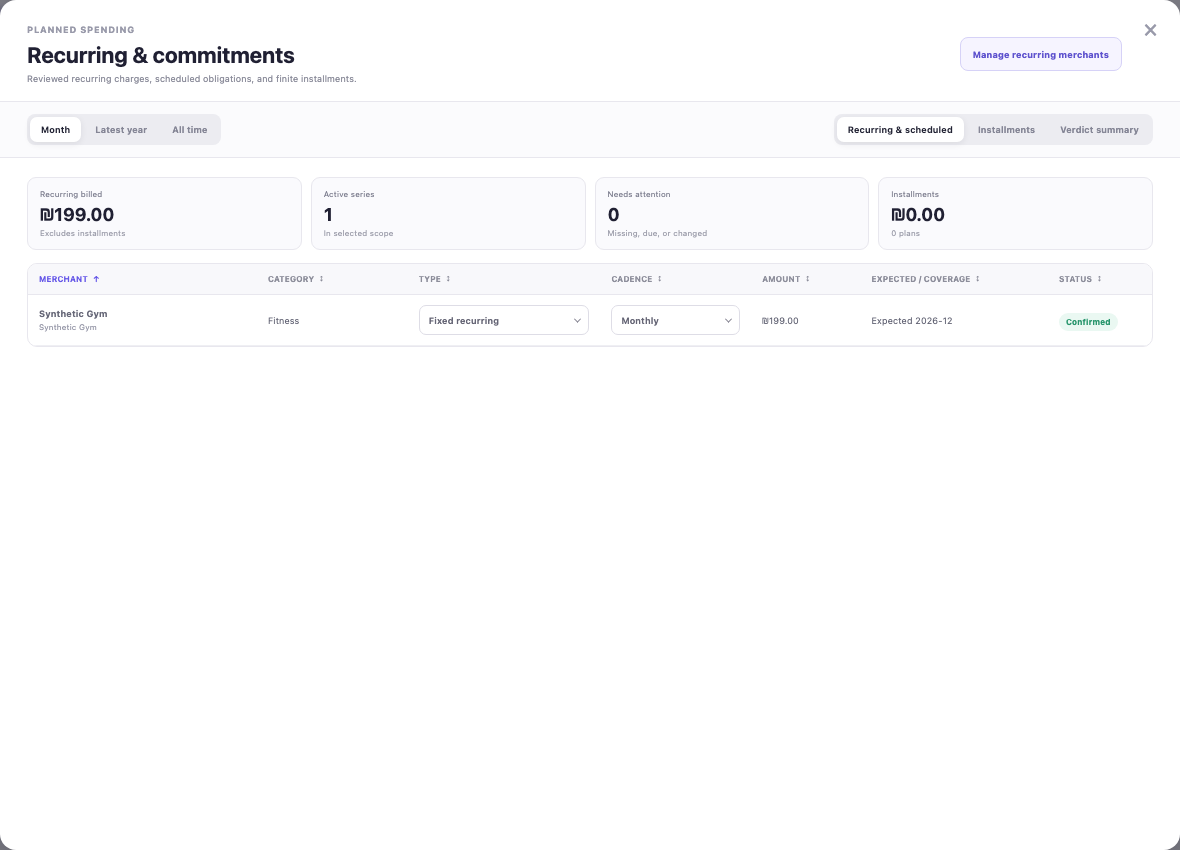 PLANNED SPENDING
Recurring & commitments
Reviewed recurring charges, scheduled obligations, and finite installments.
Manage recurring merchants
Month Latest year All time
Recurring & scheduled Installments Verdict summary
Recurring billed
₪199.00
Excludes installments
Active series
1
In selected scope
Needs attention
0
Missing, due, or changed
Installments
₪0.00
0 plans
MERCHANT ↑ CATEGORY ↕ TYPE ↕ CADENCE ↕ AMOUNT ↕ EXPECTED / COVERAGE ↕ STATUS ↕
Synthetic Gym
Synthetic Gym
Fitness Fixed recurring Monthly ₪199.00 Expected 2026-12 Confirmed